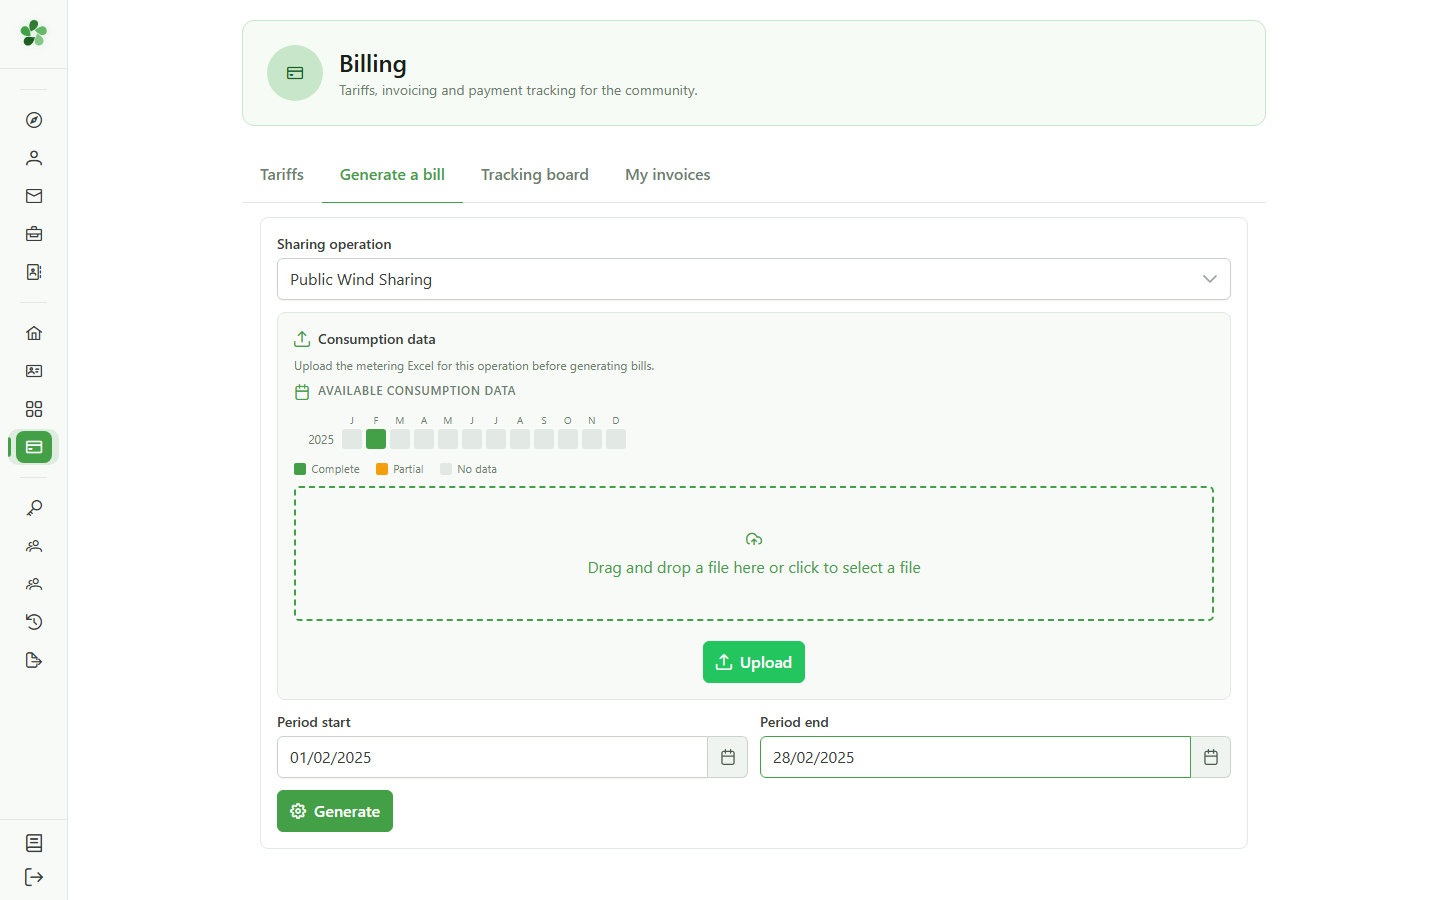 Billing
Tariffs, invoicing and payment tracking for the community.
Tariffs
Generate a bill
Tracking board
My invoices
Sharing operation
Public Wind Sharing
Consumption data
Upload the metering Excel for this operation before generating bills.
AVAILABLE CONSUMPTION DATA
J F M A M J J A S O N D
2025
Complete
Partial
No data
Drag and drop a file here or click to select a file
Upload
Period start
Period end
01/02/2025
28/02/2025
Generate